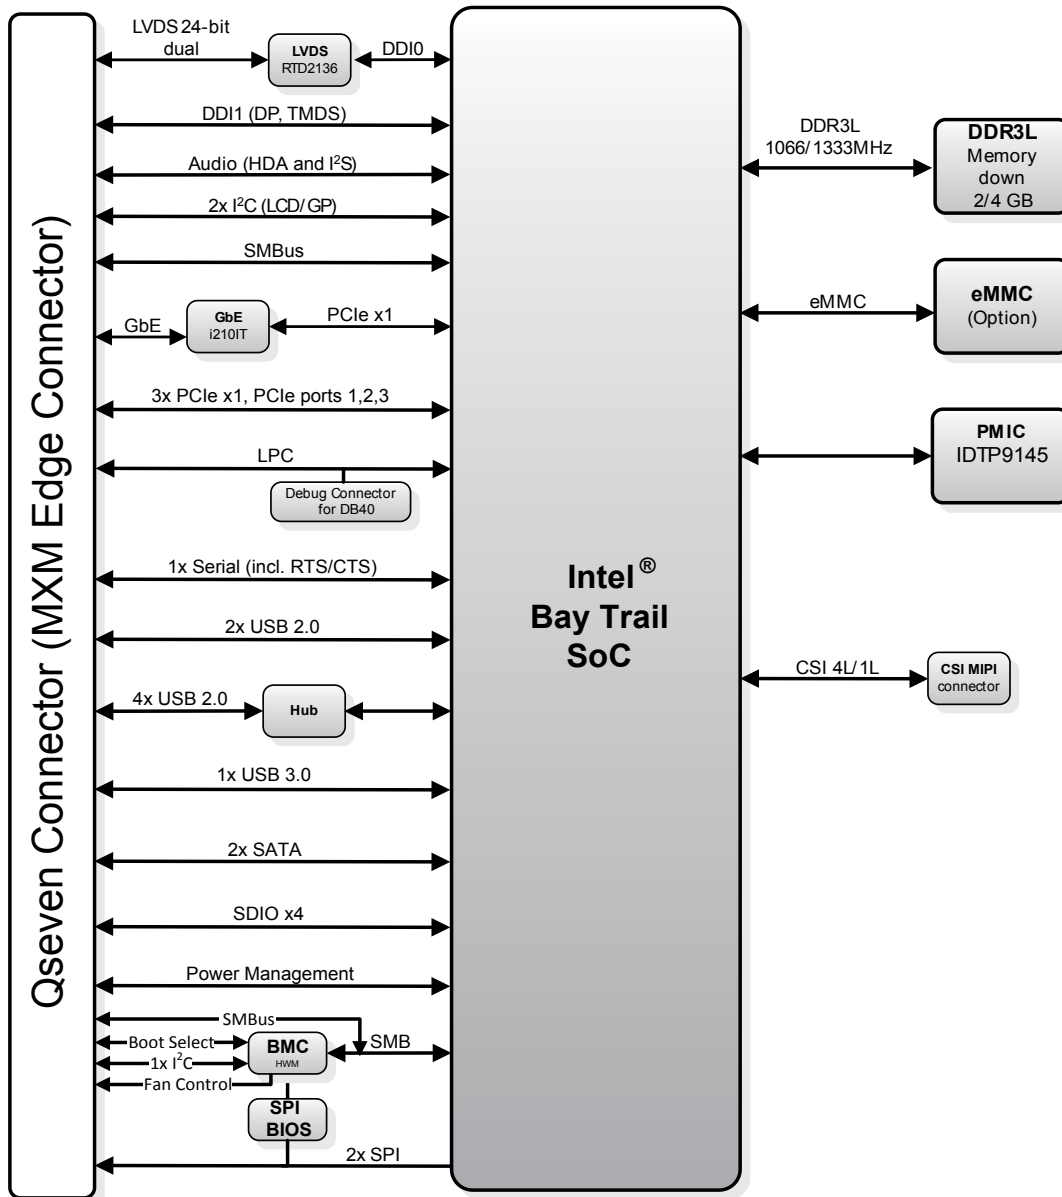 Qseven Connector (MXM Edge Connector)
LVDS 24-bit
dual
LVDS
RTD2136
DDI0
DDI1 (DP, TMDS)
Audio (HDA and I²S)
2x I²C (LCD/GP)
SMBus
GbE
GbE
i210IT
PCIe x1
3x PCIe x1, PCIe ports 1,2,3
LPC
Debug Connector
for DB40
1x Serial (incl. RTS/CTS)
2x USB 2.0
4x USB 2.0
Hub
1x USB 3.0
2x SATA
SDIO x4
Power Management
SMBus
Boot Select
1x I²C
Fan Control
BMC
HWM
SMB
SPI
BIOS
2x SPI
Intel®
Bay Trail
SoC
DDR3L
1066/1333MHz
DDR3L
Memory
down
2/4 GB
eMMC
eMMC
(Option)
PMIC
IDTP9145
CSI 4L/1L
CSI MIPI
connector